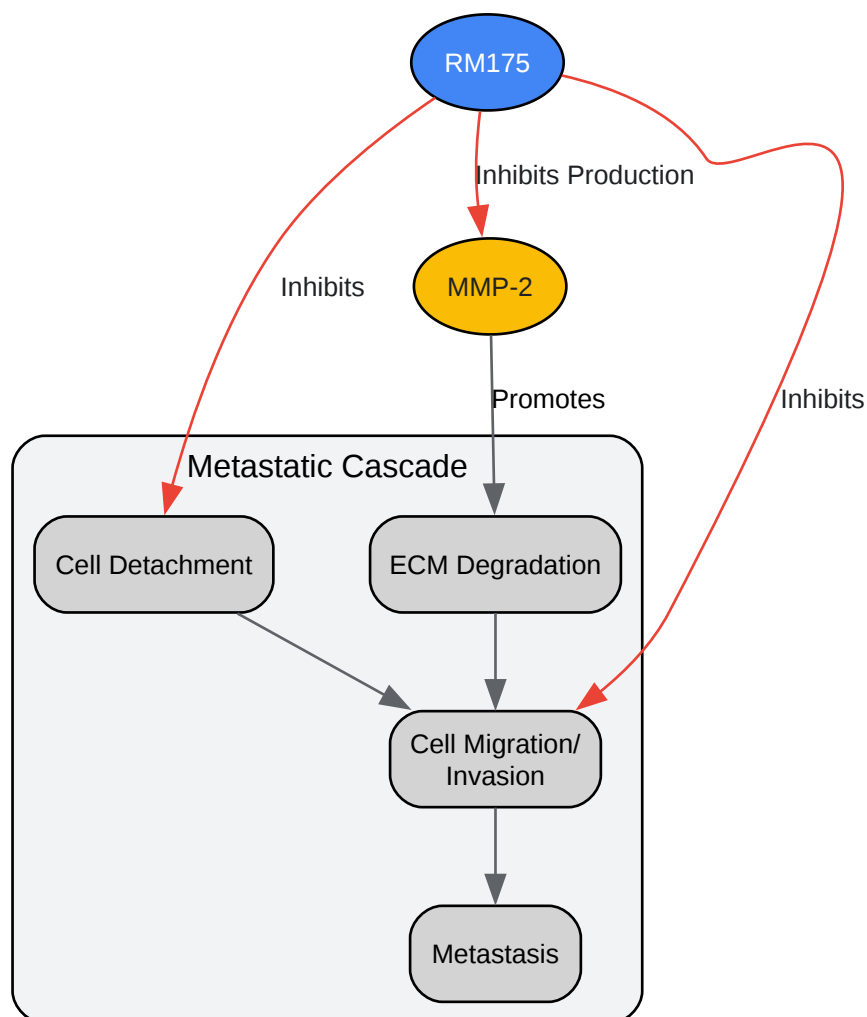 RM175
Inhibits Production
Inhibits
MMP-2
Promotes
Inhibits
Metastatic Cascade
Cell Detachment
ECM Degradation
Cell Migration/
Invasion
Metastasis